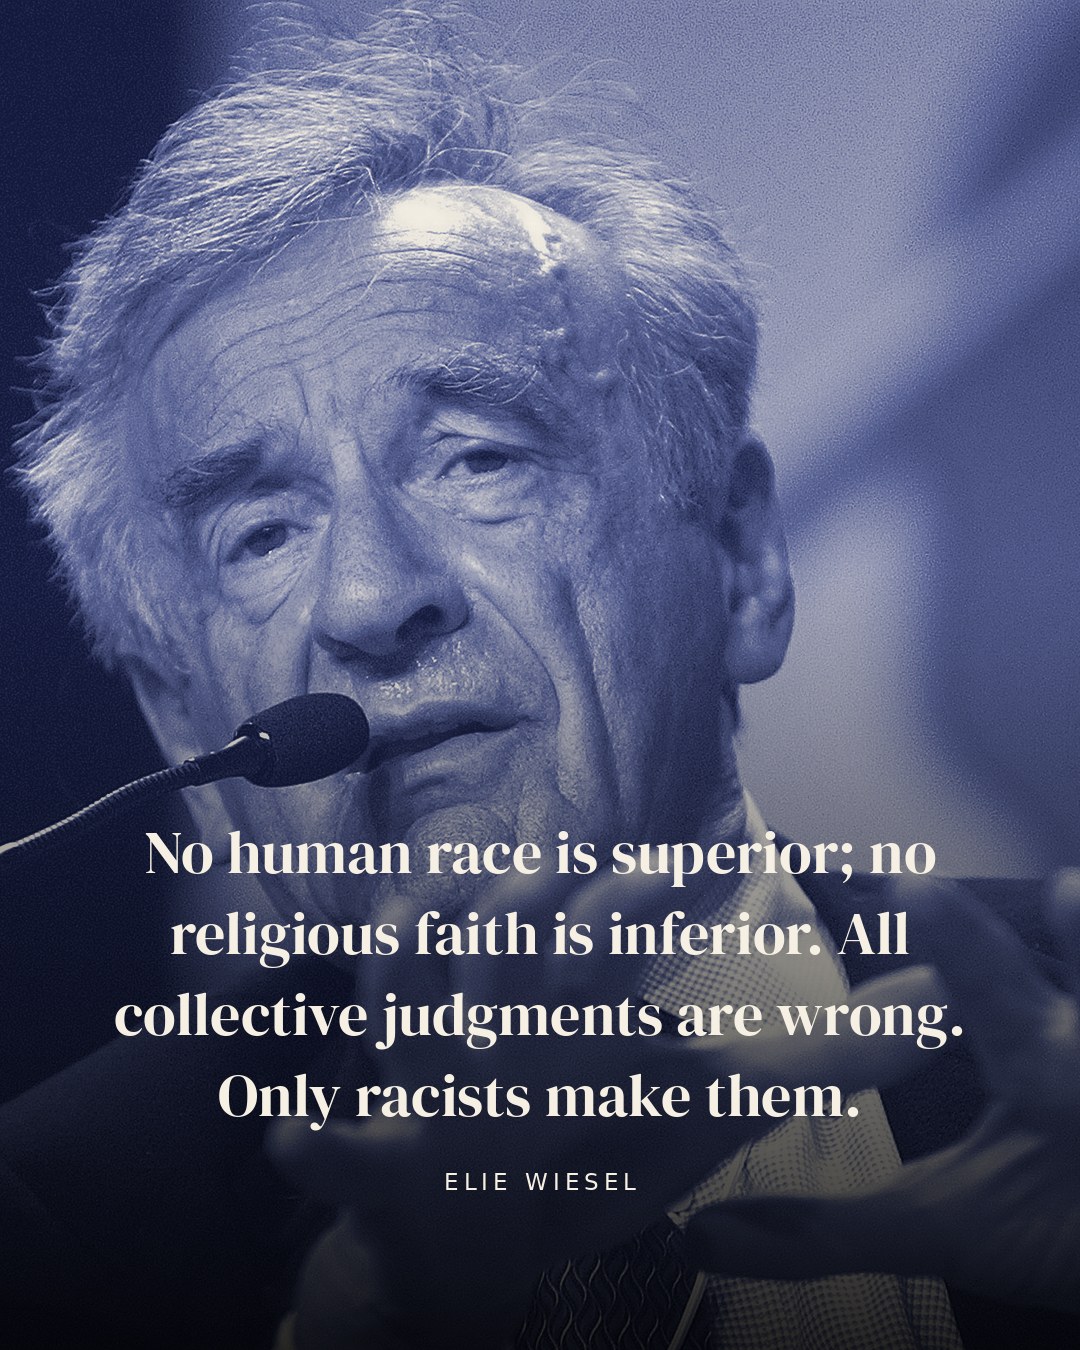 No human race is superior; no
religious faith is inferior. All
collective judgments are wrong.
Only racists make them.
ELIE WIESEL